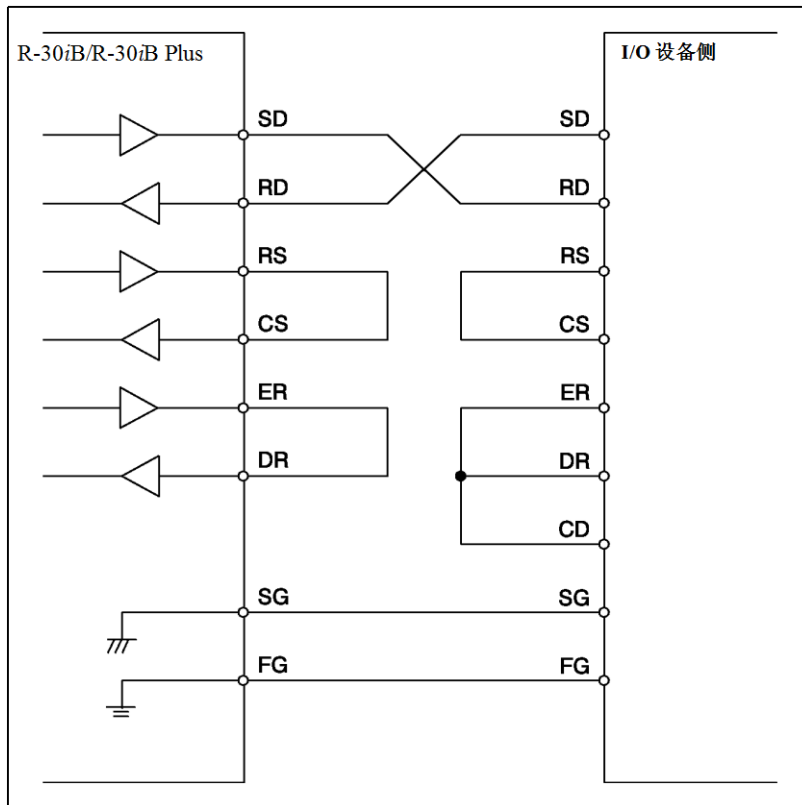 R-30iB/R-30iB Plus
I/O 设备侧
SD
SD
RD
RD
RS
RS
CS
CS
ER
ER
DR
DR
CD
SG
SG
FG
FG